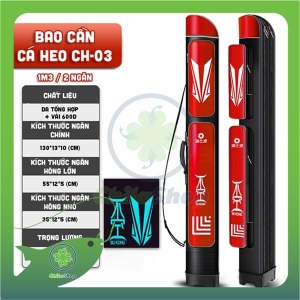 BAO CẦN
CÁ HEO CH-03
1M3 / 2 NGĂN
CHẤT LIỆU
DA TỔNG HỢP
+ VẢI 600D
KÍCH THƯỚC NGĂN
CHÍNH
130*13*10 (CM)
KÍCH THƯỚC NGĂN
HÔNG LỚN
55*12*5 (CM)
KÍCH THƯỚC NGĂN
HÔNG NHỎ
35*12*5 (CM)
TRỌNG LƯỢNG